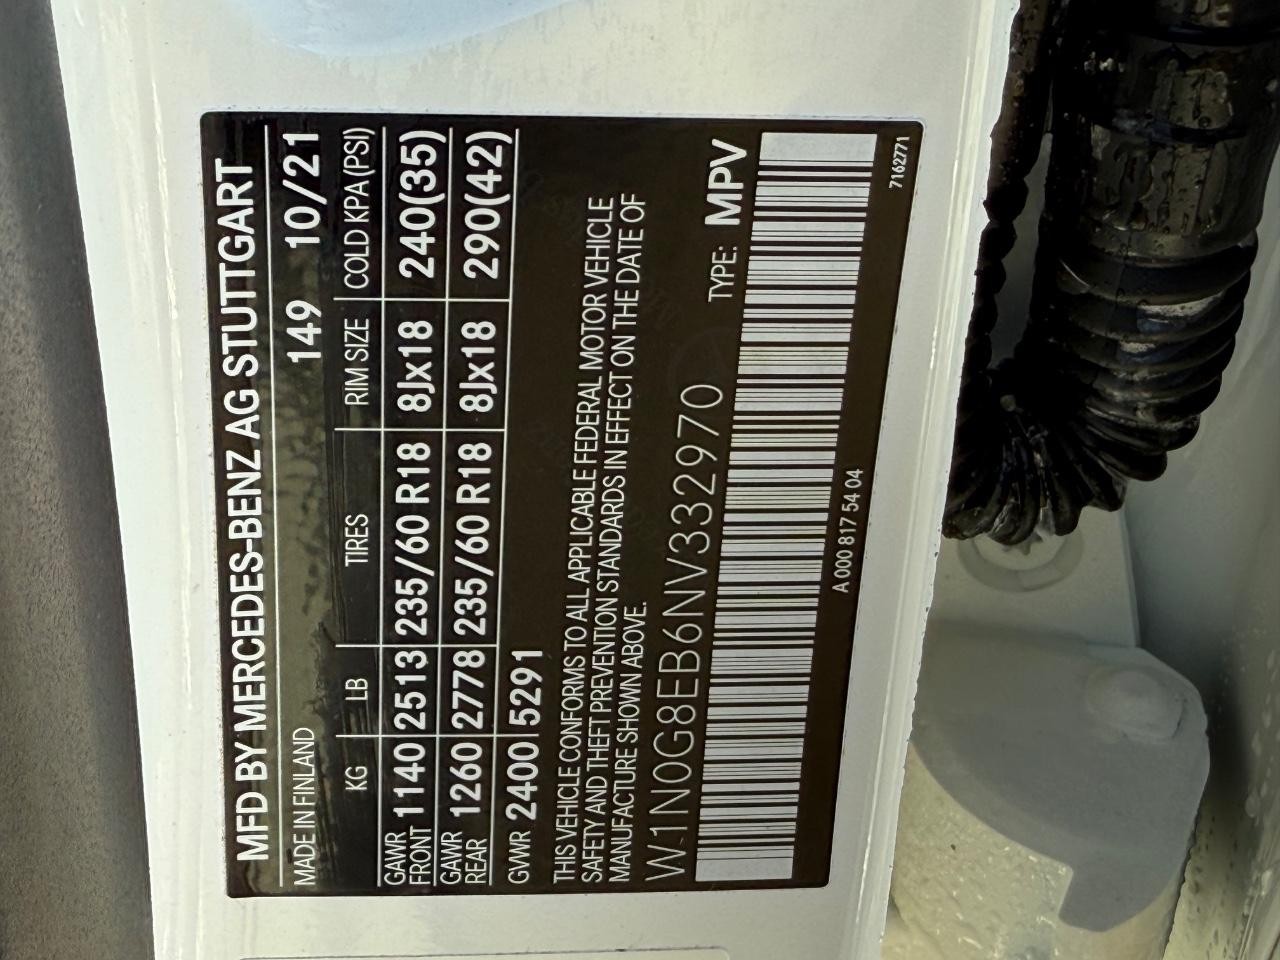 MFD BY MERCEDES-BENZ AG STUTTGART
MADE IN FINLAND 149 10/21
KG LB TIRES RIM SIZE COLD KPA (PSI)
GAWR FRONT 1140 2513 235/60 R18 8Jx18 240(35)
GAWR REAR 1260 2778 235/60 R18 8Jx18 290(42)
GVWR 2400 5291
THIS VEHICLE CONFORMS TO ALL APPLICABLE FEDERAL MOTOR VEHICLE
SAFETY AND THEFT PREVENTION STANDARDS IN EFFECT ON THE DATE OF
MANUFACTURE SHOWN ABOVE.
W1N0G8EB6NV332970 TYPE: MPV
A 000 817 54 04
7162771